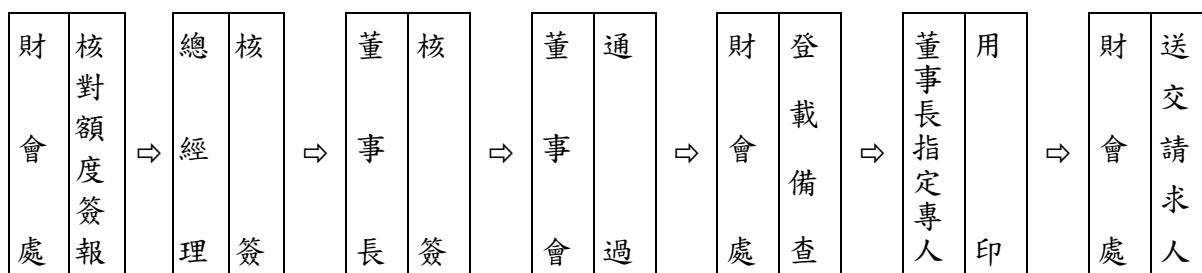 財會處
核對額度簽報
⇨
總經理
核簽
⇨
董事長
核簽
⇨
董事會
通過
⇨
財會處
登載備查
⇨
董事長指定專人
用印
⇨
財會處
送交請求人